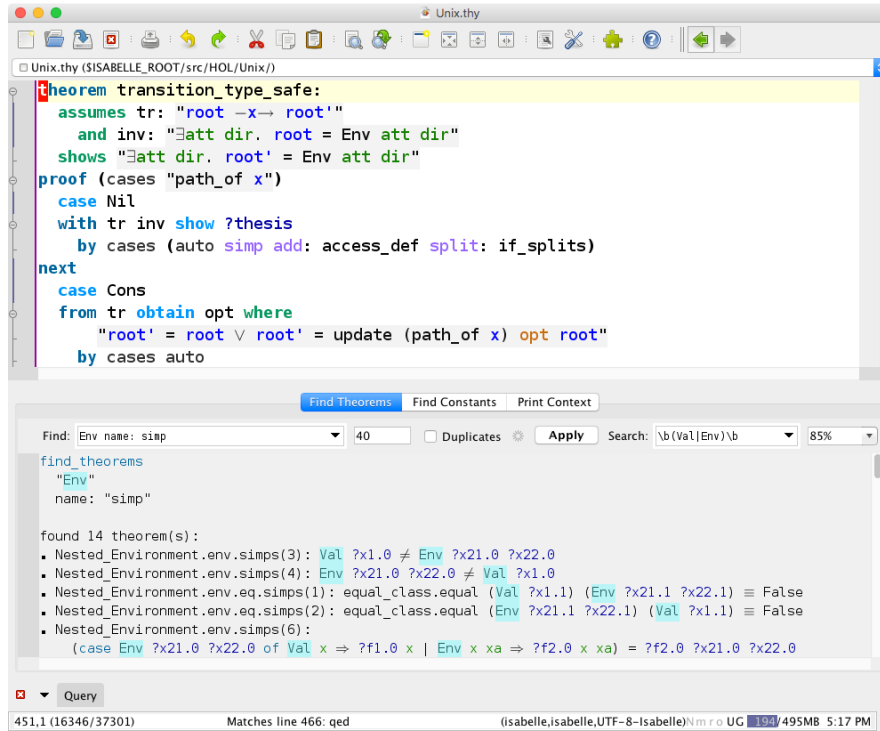 Unix.thy
Unix.thy ($ISABELLE_ROOT/src/HOL/Unix/)
theorem transition_type_safe:
assumes tr: "root —x→ root'"
and inv: "∃att dir. root = Env att dir"
shows "∃att dir. root' = Env att dir"
proof (cases "path_of x")
case Nil
with tr inv show ?thesis
by cases (auto simp add: access_def split: if_splits)
next
case Cons
from tr obtain opt where
"root' = root ∨ root' = update (path_of x) opt root"
by cases auto
Find Theorems Find Constants Print Context
Find: Env name: simp 40 Duplicates Apply Search: \b(Val|Env)\b 85%
find_theorems
"Env"
name: "simp"
found 14 theorem(s):
▪ Nested_Environment.env.simps(3): Val ?x1.0 ≠ Env ?x21.0 ?x22.0
▪ Nested_Environment.env.simps(4): Env ?x21.0 ?x22.0 ≠ Val ?x1.0
▪ Nested_Environment.env.eq.simps(1): equal_class.equal (Val ?x1.1) (Env ?x21.1 ?x22.1) ≡ False
▪ Nested_Environment.env.eq.simps(2): equal_class.equal (Env ?x21.1 ?x22.1) (Val ?x1.1) ≡ False
▪ Nested_Environment.env.simps(6):
(case Env ?x21.0 ?x22.0 of Val x ⇒ ?f1.0 x | Env x xa ⇒ ?f2.0 x xa) = ?f2.0 ?x21.0 ?x22.0
Query
451,1 (16346/37301) Matches line 466: qed (isabelle,isabelle,UTF-8-Isabelle)N m r o UG 194/495MB 5:17 PM